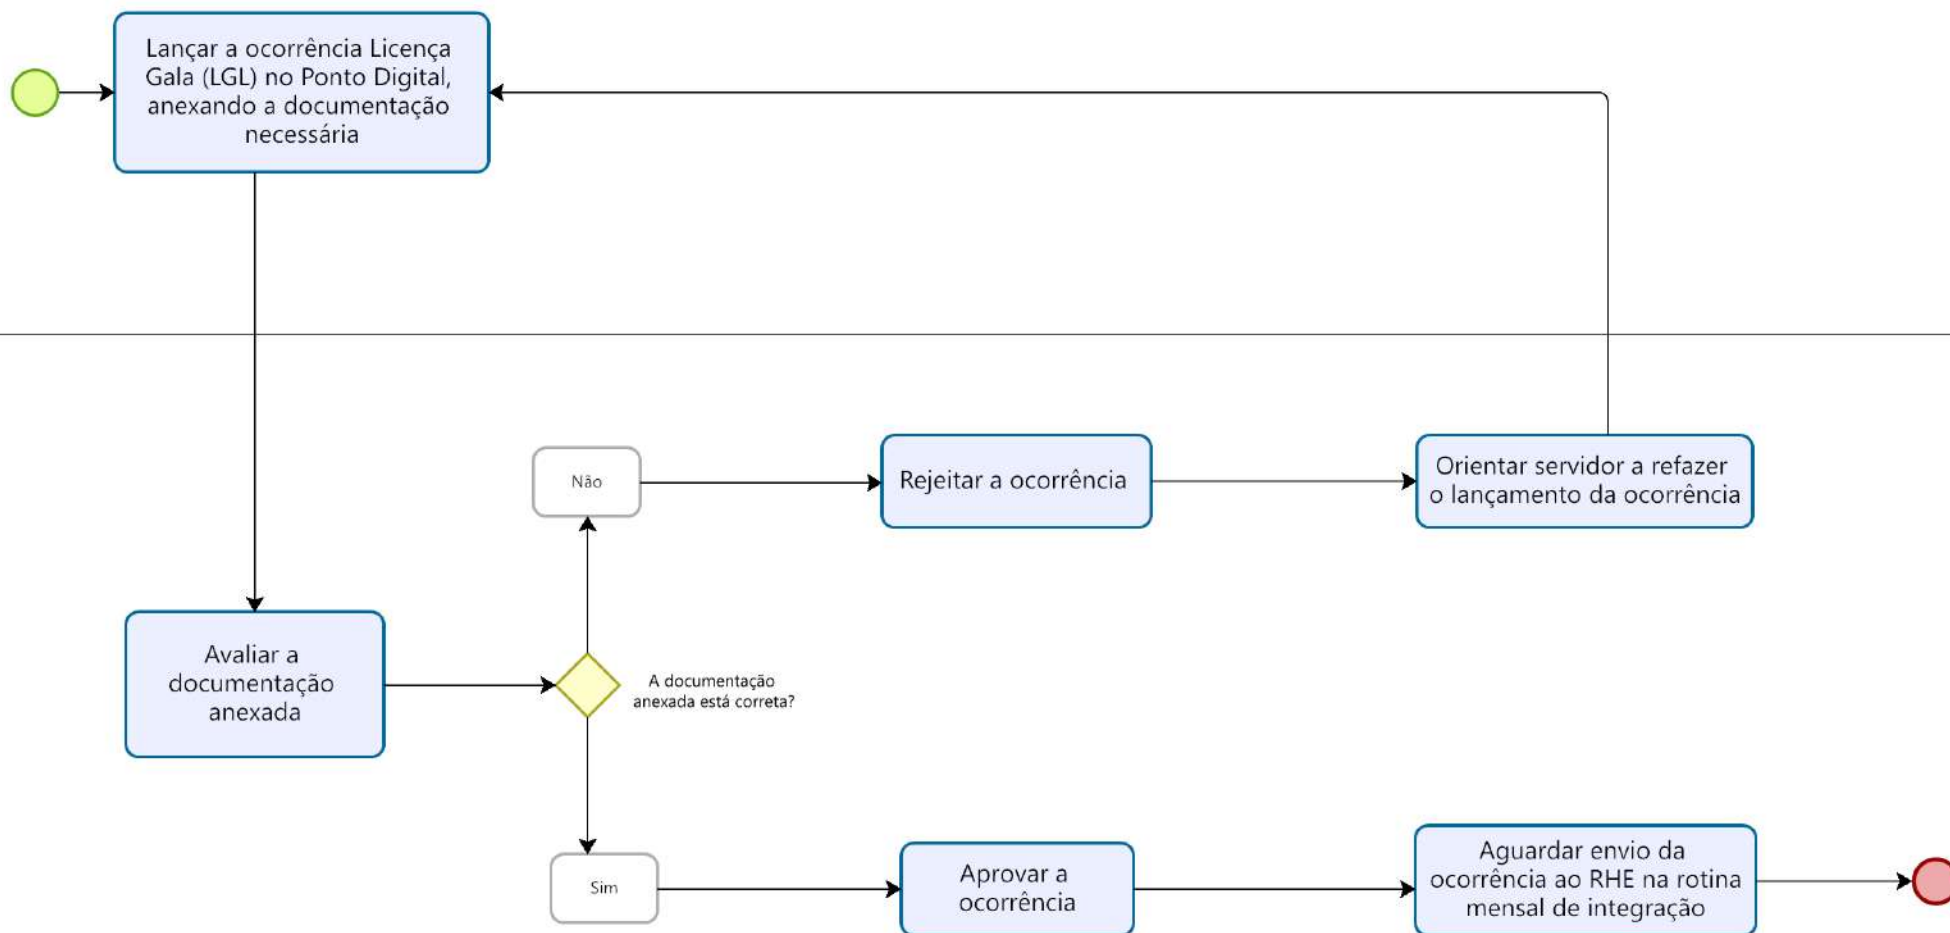 Lançar a ocorrência Licença
Gala (LGL) no Ponto Digital,
anexando a documentação
necessária
Não
Rejeitar a ocorrência
Orientar servidor a refazer
o lançamento da ocorrência
Avaliar a
documentação
anexada
A documentação
anexada está correta?
Sim
Aprovar a
ocorrência
Aguardar envio da
ocorrência ao RHE na rotina
mensal de integração